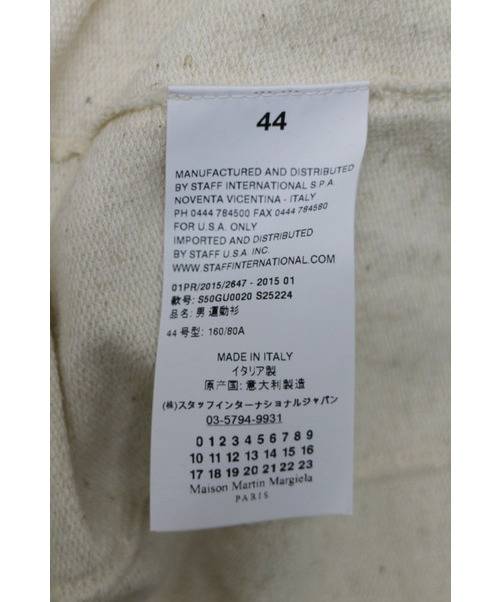 44
MANUFACTURED AND DISTRIBUTED
BY STAFF INTERNATIONAL S.P.A.
NOVENTA VICENTINA - ITALY
PH 0444 784500 FAX 0444 784580
FOR U.S.A. ONLY
IMPORTED AND DISTRIBUTED
BY STAFF U.S.A. INC.
WWW.STAFFINTERNATIONAL.COM
01PR/2015/2647 - 2015 01
款号: S50GU0020 S25224
品名: 男 運動衫
44 号型: 160/80A
MADE IN ITALY
イタリア製
原产国: 意大利製造
(株)スタッフインターナショナルジャパン
03-5794-9931
0 1 2 3 4 5 6 7 8 9
10 11 12 13 14 15 16
17 18 19 20 21 22 23
Maison Martin Margiela
PARIS